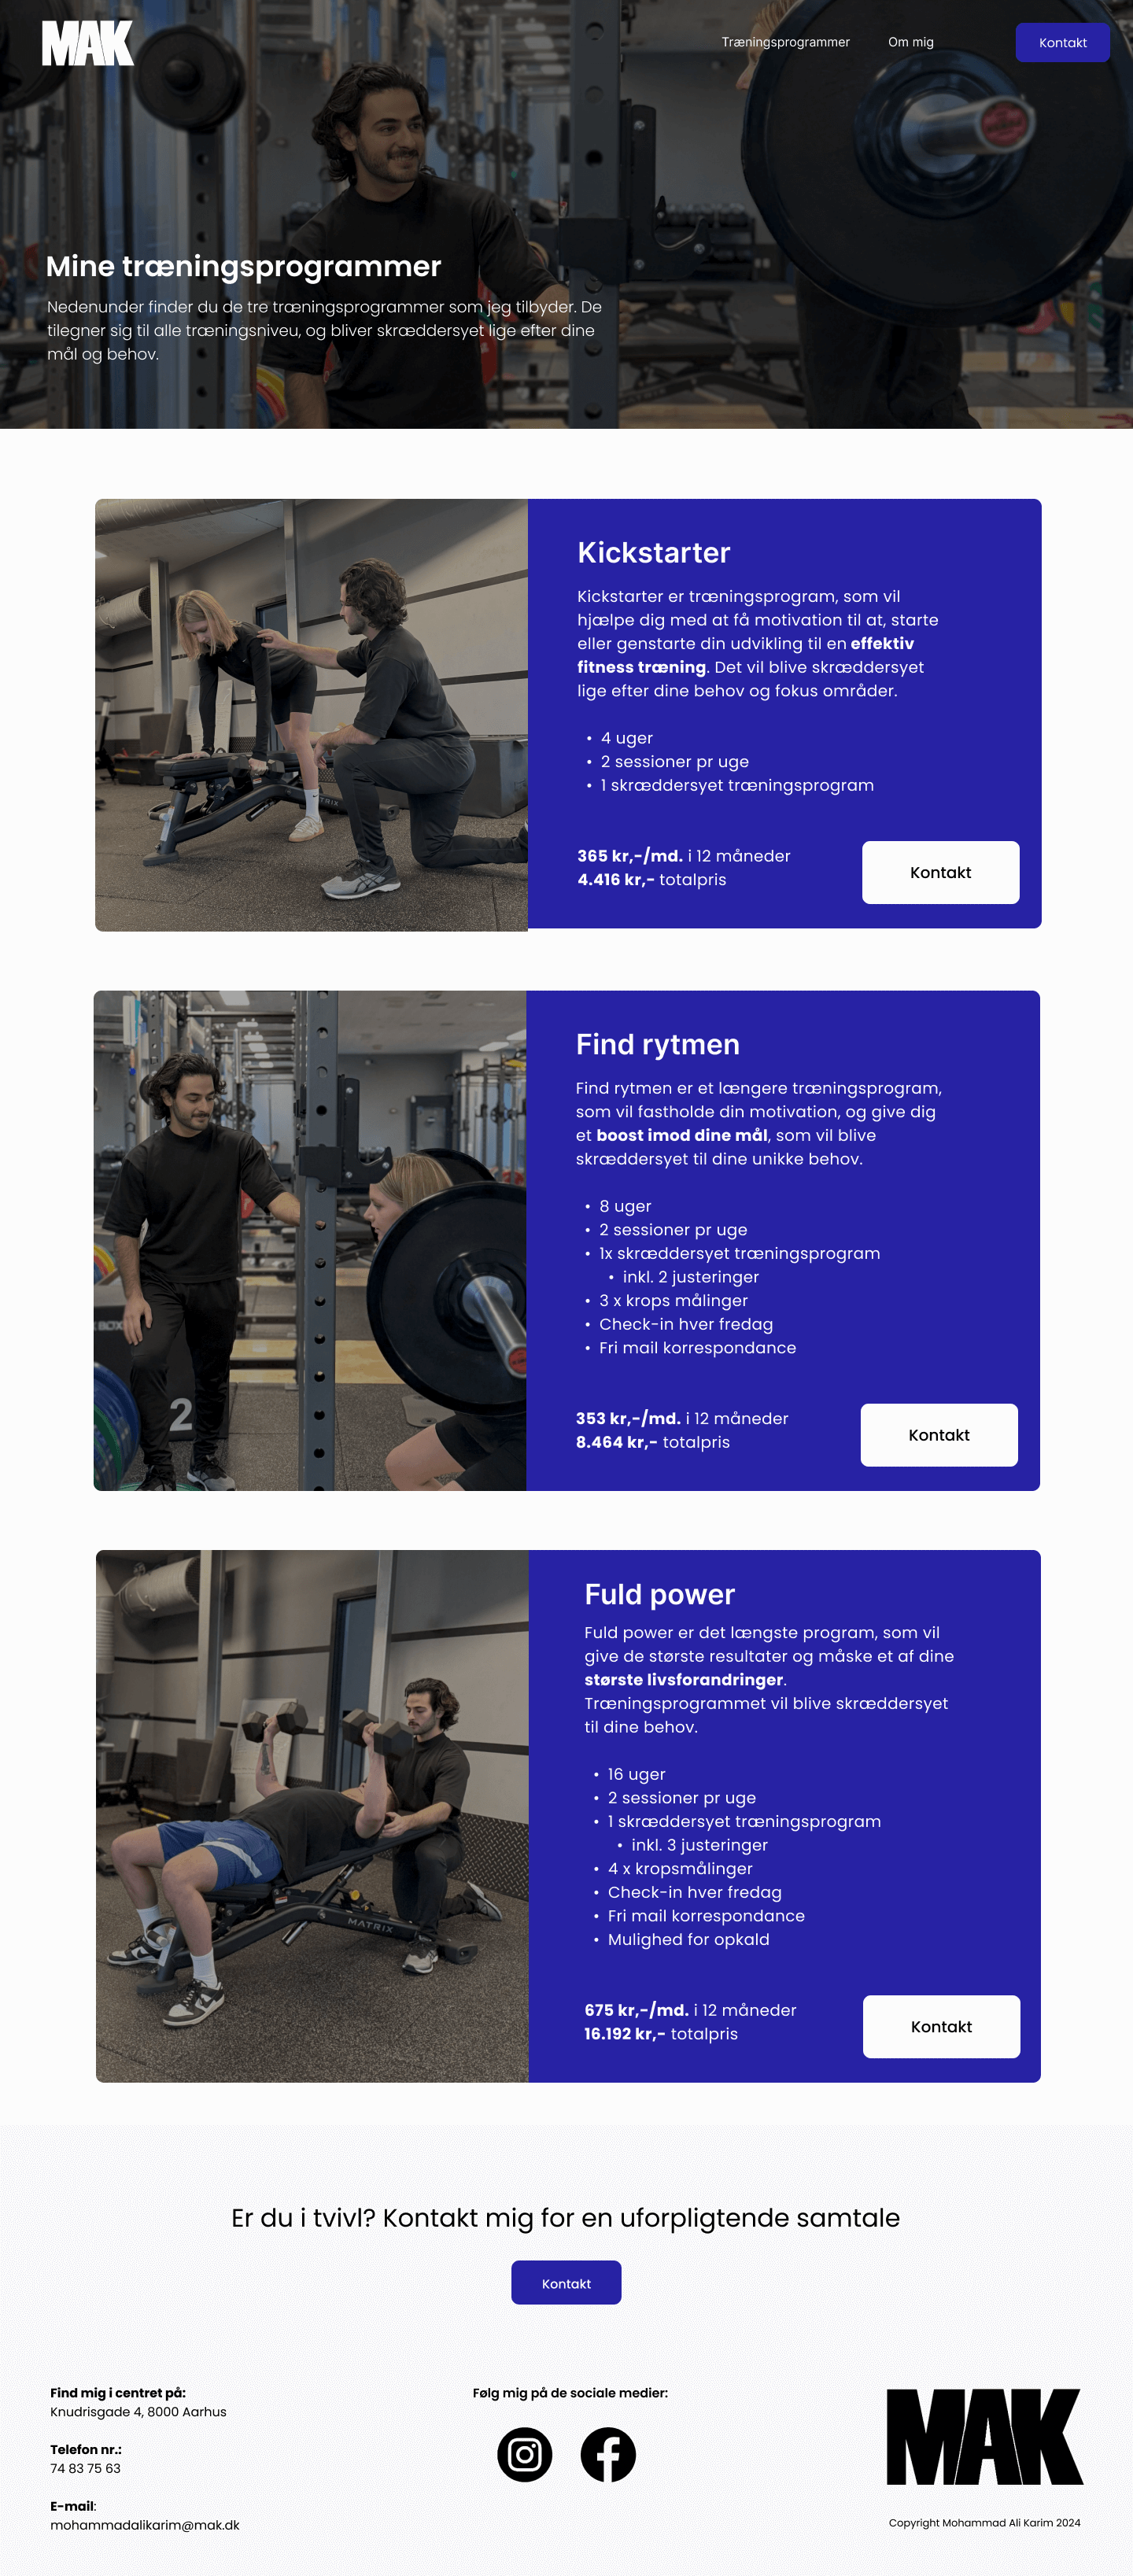 MAK
Træningsprogrammer
Om mig
Kontakt
Mine træningsprogrammer
Nedenunder finder du de tre træningsprogrammer som jeg tilbyder. De
tilegner sig til alle træningsniveu, og bliver skræddersyet lige efter dine
mål og behov.
Kickstarter
Kickstarter er træningsprogram, som vil
hjælpe dig med at få motivation til at, starte
eller genstarte din udvikling til en effektiv
fitness træning. Det vil blive skræddersyet
lige efter dine behov og fokus områder.
• 4 uger
• 2 sessioner pr uge
• 1 skræddersyet træningsprogram
365 kr,-/md. i 12 måneder
4.416 kr,- totalpris
Kontakt
2
Find rytmen
Find rytmen er et længere træningsprogram,
som vil fastholde din motivation, og give dig
et boost imod dine mål, som vil blive
skræddersyet til dine unikke behov.
• 8 uger
• 2 sessioner pr uge
• 1x skræddersyet træningsprogram
• inkl. 2 justeringer
• 3 x krops målinger
• Check-in hver fredag
• Fri mail korrespondance
353 kr,-/md. i 12 måneder
8.464 kr,- totalpris
Kontakt
MATRIX
Fuld power
Fuld power er det længste program, som vil
give de største resultater og måske et af dine
største livsforandringer.
Træningsprogrammet vil blive skræddersyet
til dine behov.
• 16 uger
• 2 sessioner pr uge
• 1 skræddersyet træningsprogram
• inkl. 3 justeringer
• 4 x kropsmålinger
• Check-in hver fredag
• Fri mail korrespondance
• Mulighed for opkald
675 kr,-/md. i 12 måneder
16.192 kr,- totalpris
Kontakt
Er du i tvivl? Kontakt mig for en uforpligtende samtale
Kontakt
Find mig i centret på:
Knudrisgade 4, 8000 Aarhus
Telefon nr.:
74 83 75 63
E-mail:
mohammadalikarim@mak.dk
Følg mig på de sociale medier:
MAK
Copyright Mohammad Ali Karim 2024